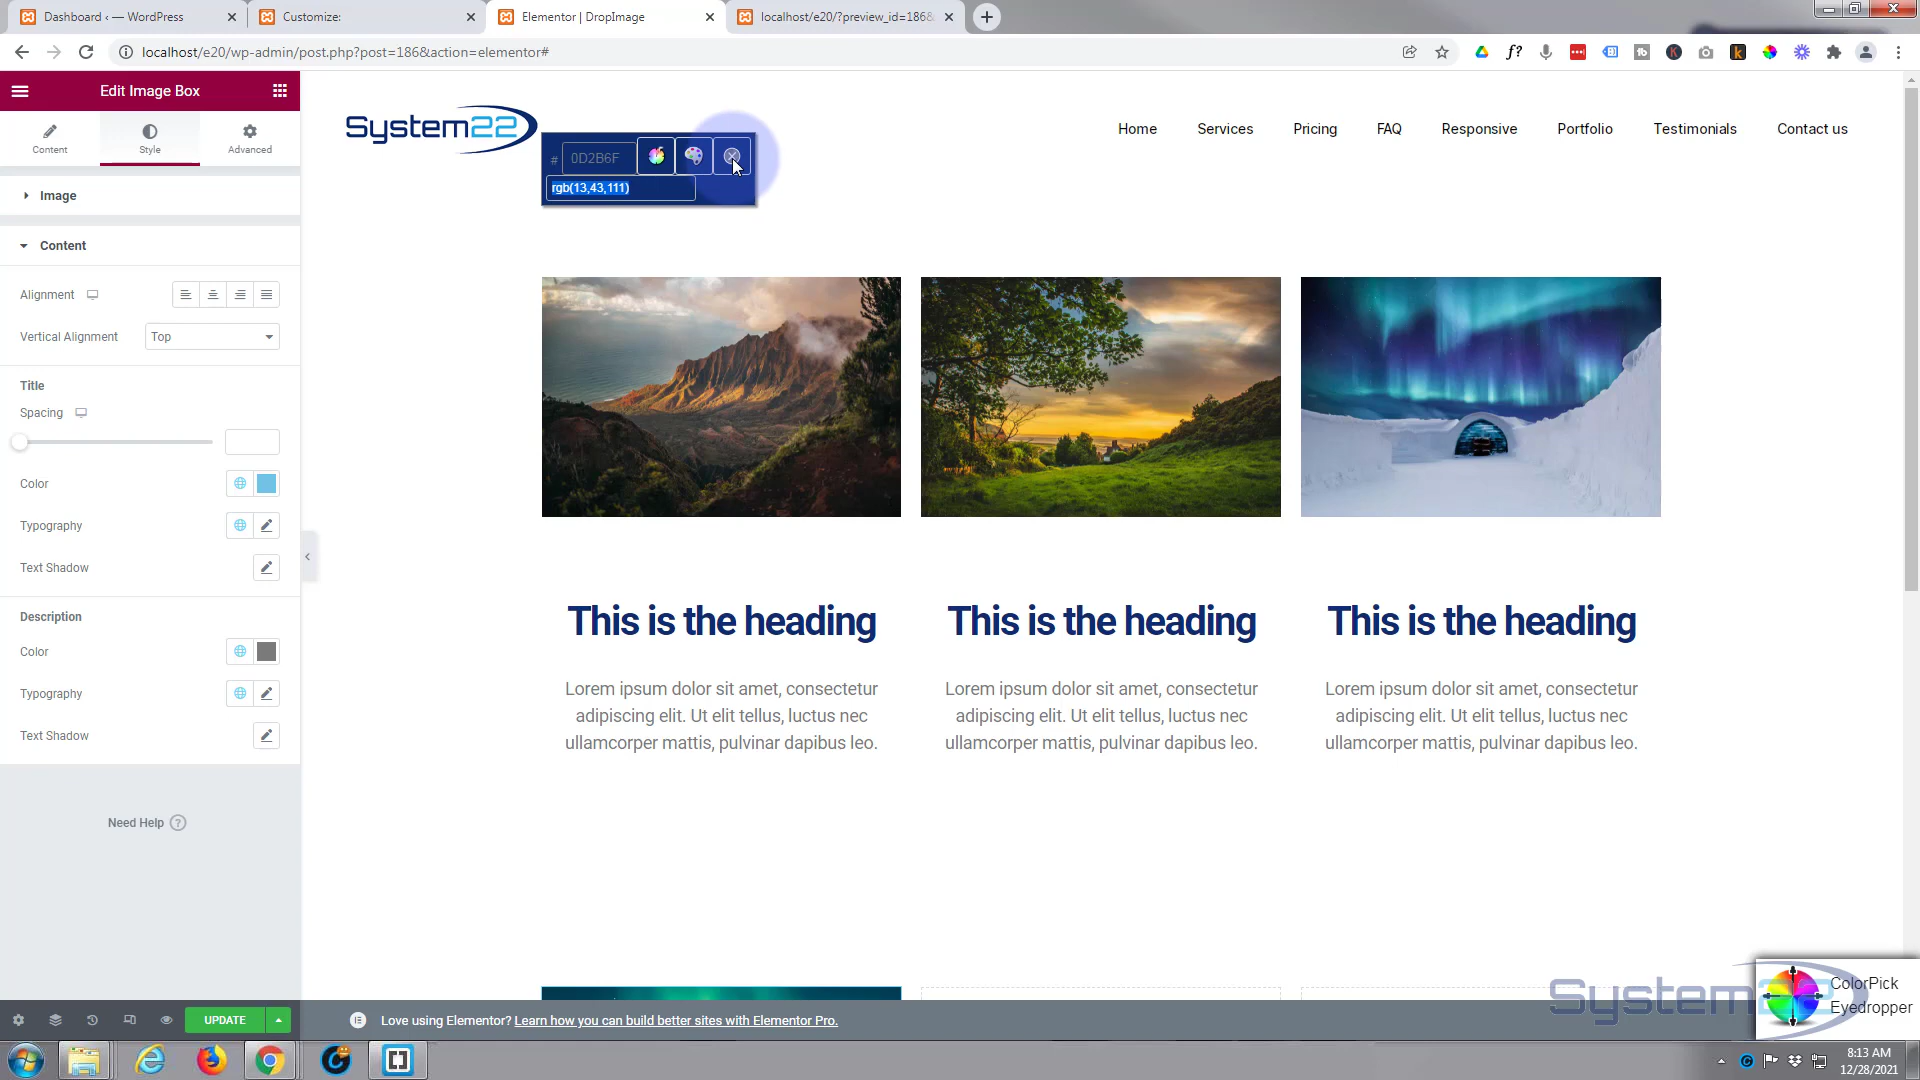 Dashboard ‹ — WordPress
Customize:
Elementor | DropImage
localhost/e20/?preview_id=186&
localhost/e20/wp-admin/post.php?post=186&action=elementor#
Edit Image Box
Content
Style
Advanced
Image
Content
Alignment
Vertical Alignment
Top
Title
Spacing
Color
Typography
Text Shadow
Description
Color
Typography
Text Shadow
Need Help
UPDATE
System22
# 0D2B6F
rgb(13,43,111)
Home
Services
Pricing
FAQ
Responsive
Portfolio
Testimonials
Contact us
This is the heading
Lorem ipsum dolor sit amet, consectetur
adipiscing elit. Ut elit tellus, luctus nec
ullamcorper mattis, pulvinar dapibus leo.
This is the heading
Lorem ipsum dolor sit amet, consectetur
adipiscing elit. Ut elit tellus, luctus nec
ullamcorper mattis, pulvinar dapibus leo.
This is the heading
Lorem ipsum dolor sit amet, consectetur
adipiscing elit. Ut elit tellus, luctus nec
ullamcorper mattis, pulvinar dapibus leo.
Love using Elementor? Learn how you can build better sites with Elementor Pro.
System22
ColorPick
Eyedropper
8:13 AM
12/28/2021